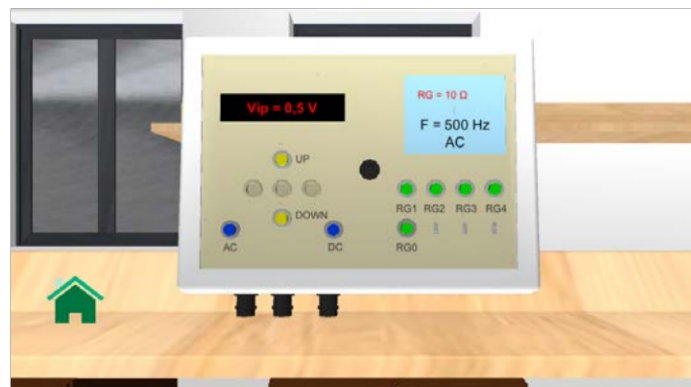 Vip = 0,5 V
RG = 10 Ω
F = 500 Hz
AC
UP
DOWN
AC
DC
RG1 RG2 RG3 RG4
RG0